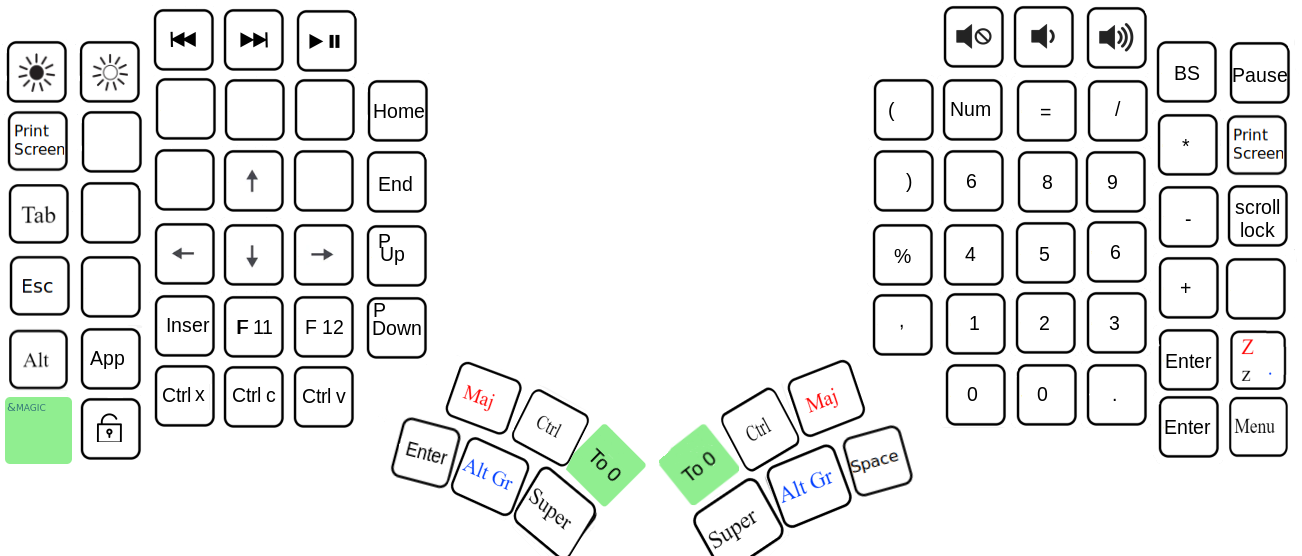 Home
Print
Screen
End
Tab
P
Up
Esc
Inser
F 11
F 12
P
Down
Alt
App
Ctrl x
Ctrl c
Ctrl v
&MAGIC
Maj
Ctrl
To 0
Enter
Alt Gr
Super
BS
Pause
(
Num
=
/
*
Print
Screen
)
6
8
9
-
scroll
lock
%
4
5
6
+
,
1
2
3
Enter
Z
z
.
0
0
.
Enter
Menu
To 0
Ctrl
Maj
Super
Alt Gr
Space